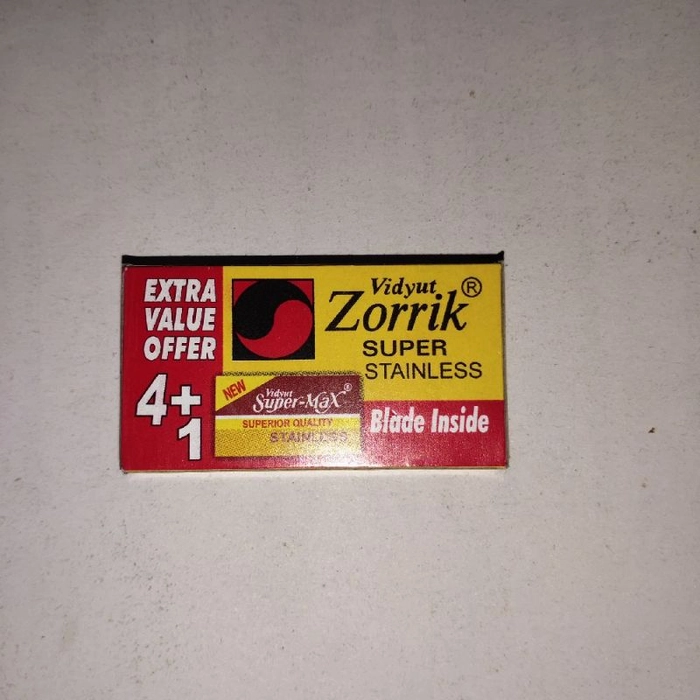 EXTRA
VALUE
OFFER
4+
1
Vidyut
Zorrik®
SUPER
STAINLESS
NEW
Vidyut
Super-Max®
SUPERIOR QUALITY
STAINLESS
Blade Inside